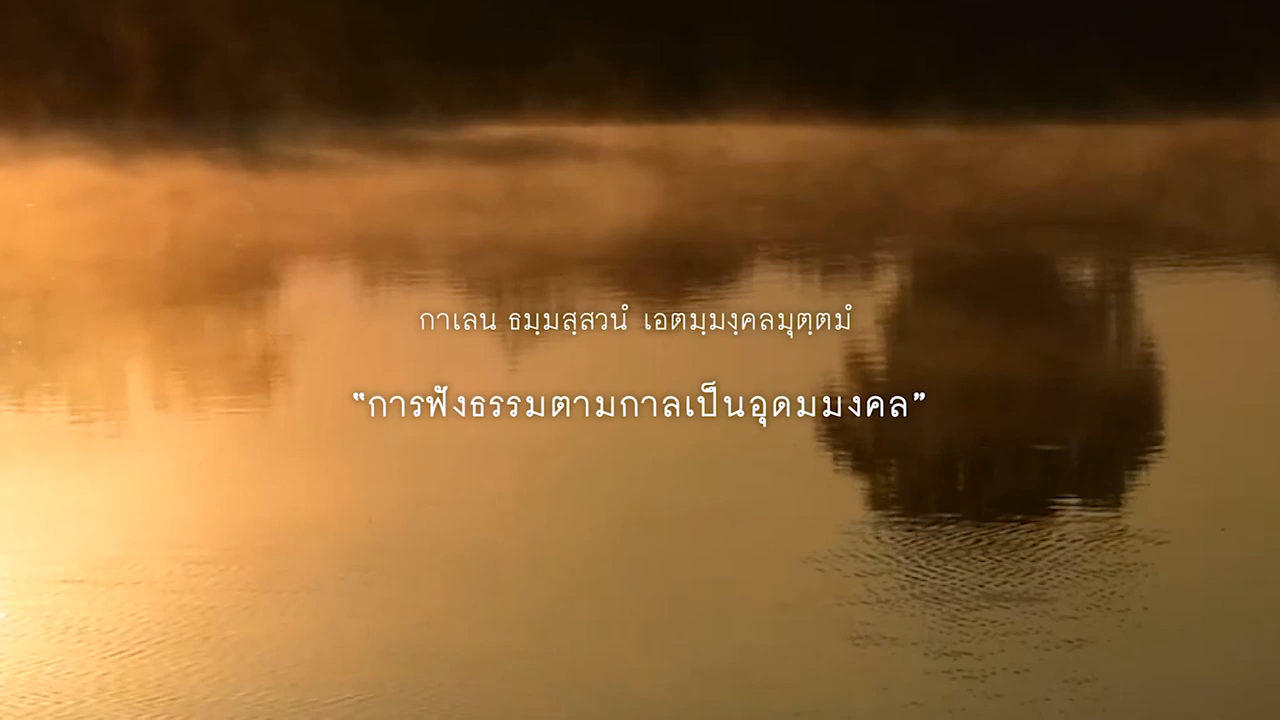 กาเลน ธมฺมสฺสวนํ เอตมฺมงฺคลมุตฺตมํ
“การฟังธรรมตามกาลเป็นอุดมมงคล”